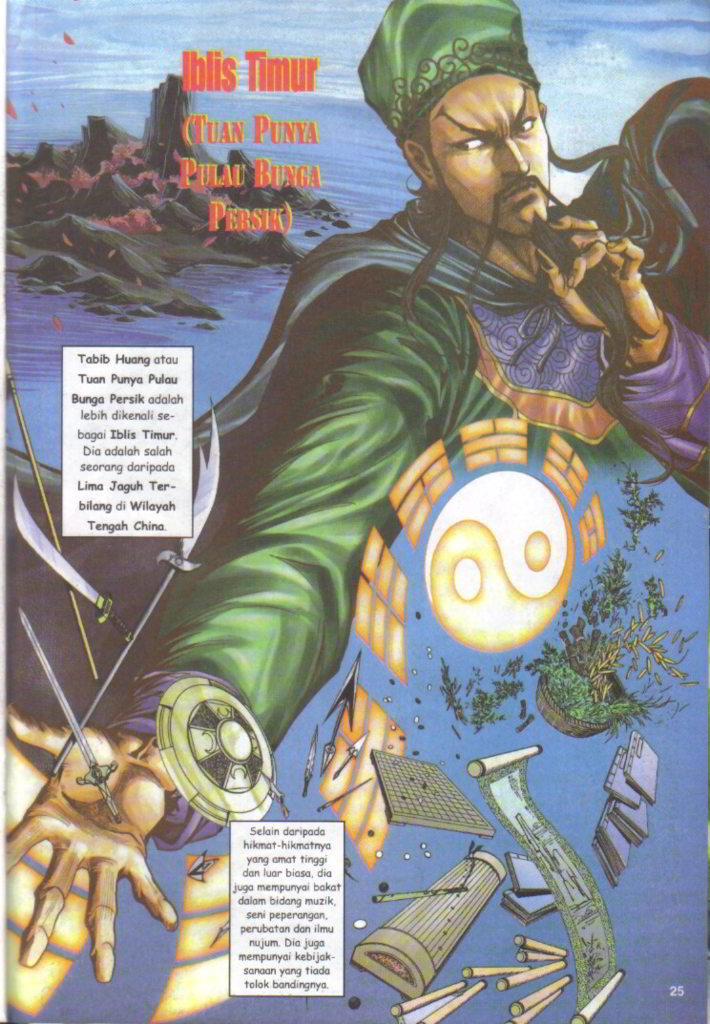 Iblis Timur
(Tuan Punya
Pulau Bunga
Persik)
Tabib Huang atau
Tuan Punya Pulau
Bunga Persik adalah
lebih dikenali se-
bagai Iblis Timur.
Dia adalah salah
seorang daripada
Lima Jaguh Ter-
bilang di Wilayah
Tengah China.
Selain daripada
hikmat-hikmatnya
yang amat tinggi
dan luar biasa, dia
juga mempunyai bakat
dalam bidang muzik,
seni peperangan,
perubatan dan ilmu
nujum. Dia juga
mempunyai kebijak-
sanaan yang tiada
tolok bandingnya.
25